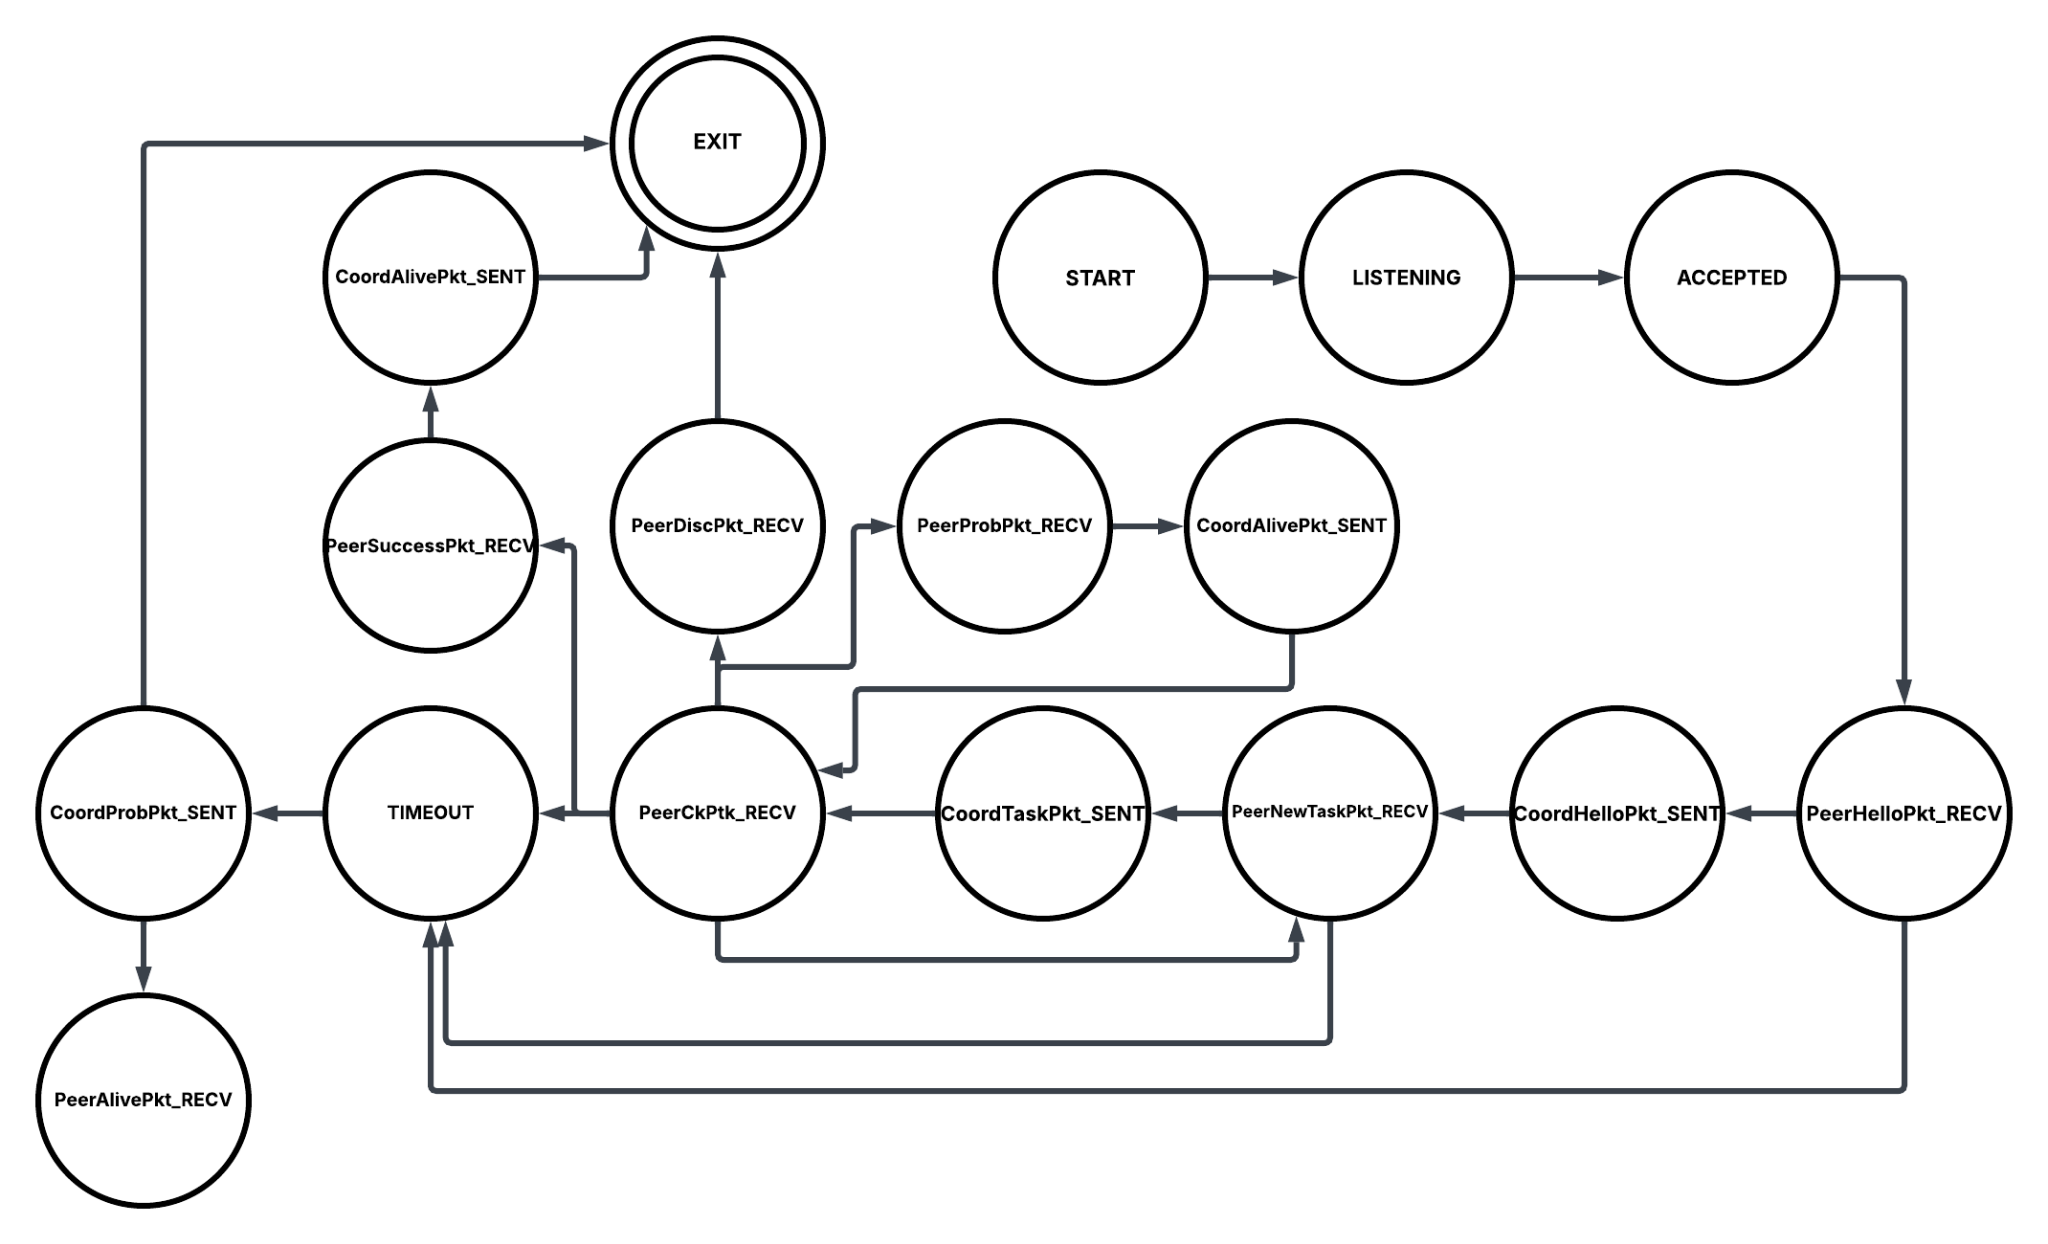 EXIT
CoordAlivePkt_SENT
START
LISTENING
ACCEPTED
PeerSuccessPkt_RECV
PeerDiscPkt_RECV
PeerProbPkt_RECV
CoordAlivePkt_SENT
CoordProbPkt_SENT
TIMEOUT
PeerCkPtk_RECV
CoordTaskPkt_SENT
PeerNewTaskPkt_RECV
CoordHelloPkt_SENT
PeerHelloPkt_RECV
PeerAlivePkt_RECV